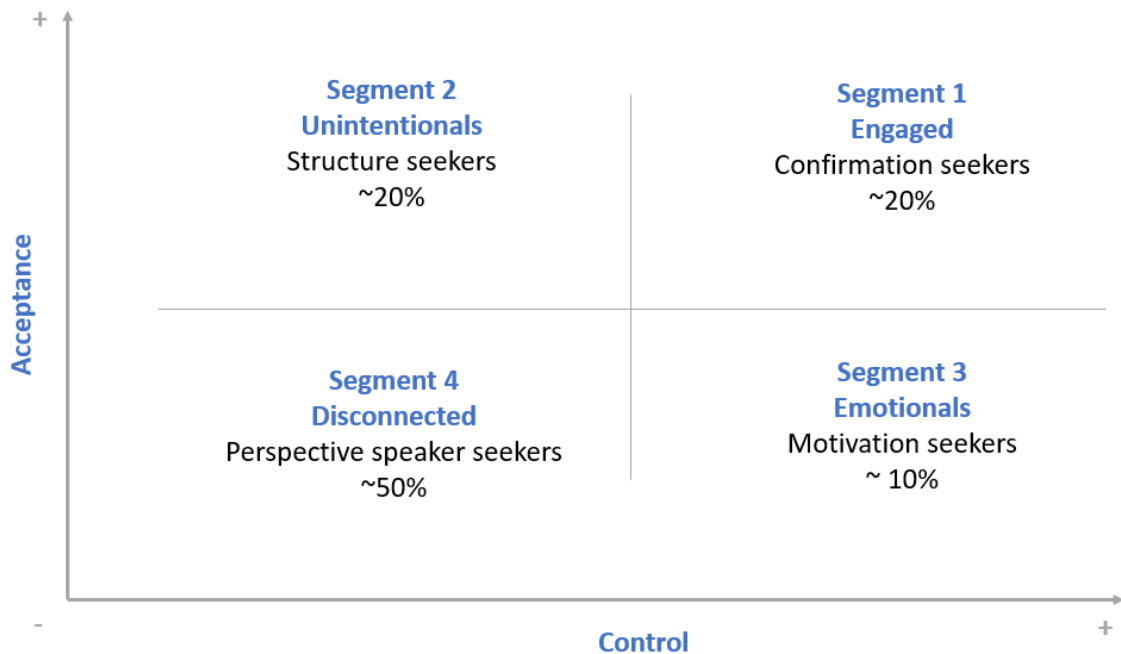 +
Segment 2
Unintentionals
Structure seekers
~20%
Segment 1
Engaged
Confirmation seekers
~20%
Acceptance
Segment 4
Disconnected
Perspective speaker seekers
~50%
Segment 3
Emotionals
Motivation seekers
~ 10%
-
Control
+